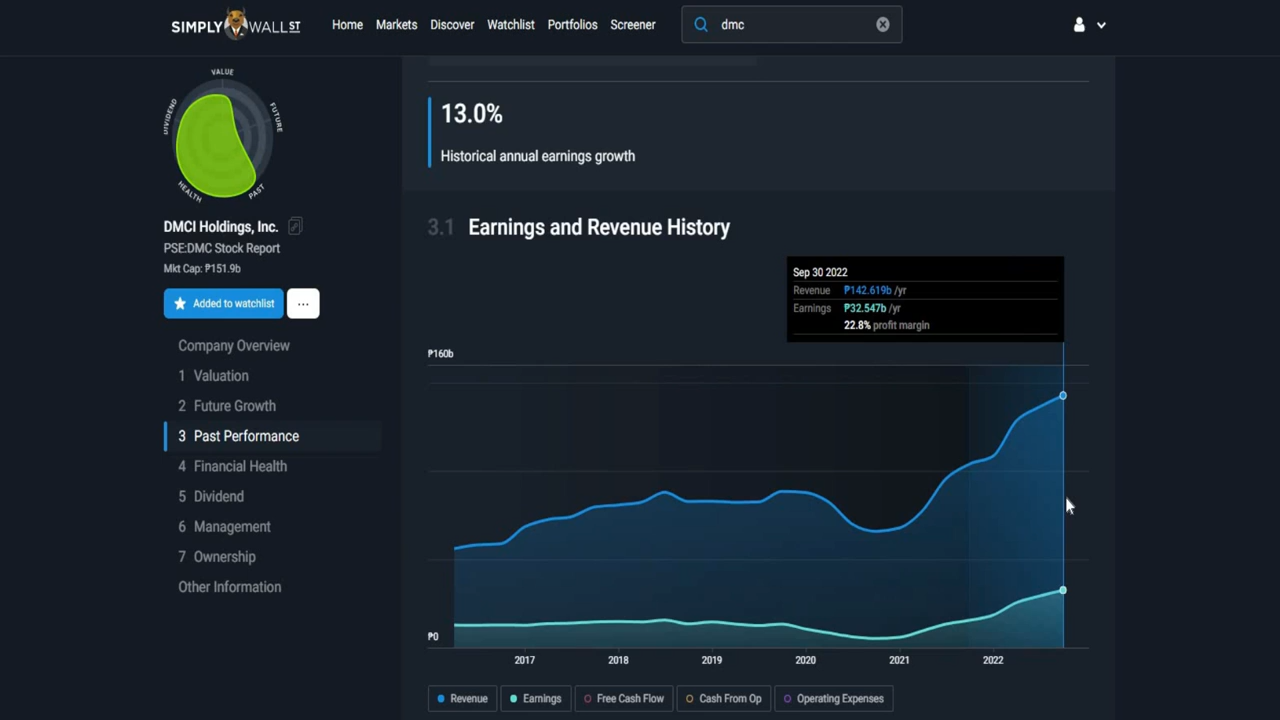 SIMPLY WALL ST
Home Markets Discover Watchlist Portfolios Screener
dmc
VALUE
FUTURE
PAST
HEALTH
DIVIDEND
DMCI Holdings, Inc.
PSE:DMC Stock Report
Mkt Cap: ₱151.9b
Added to watchlist
...
Company Overview
1 Valuation
2 Future Growth
3 Past Performance
4 Financial Health
5 Dividend
6 Management
7 Ownership
Other Information
13.0%
Historical annual earnings growth
3.1 Earnings and Revenue History
Sep 30 2022
Revenue ₱142.619b /yr
Earnings ₱32.547b /yr
22.8% profit margin
₱160b
₱0
2017 2018 2019 2020 2021 2022
Revenue Earnings Free Cash Flow Cash From Op Operating Expenses